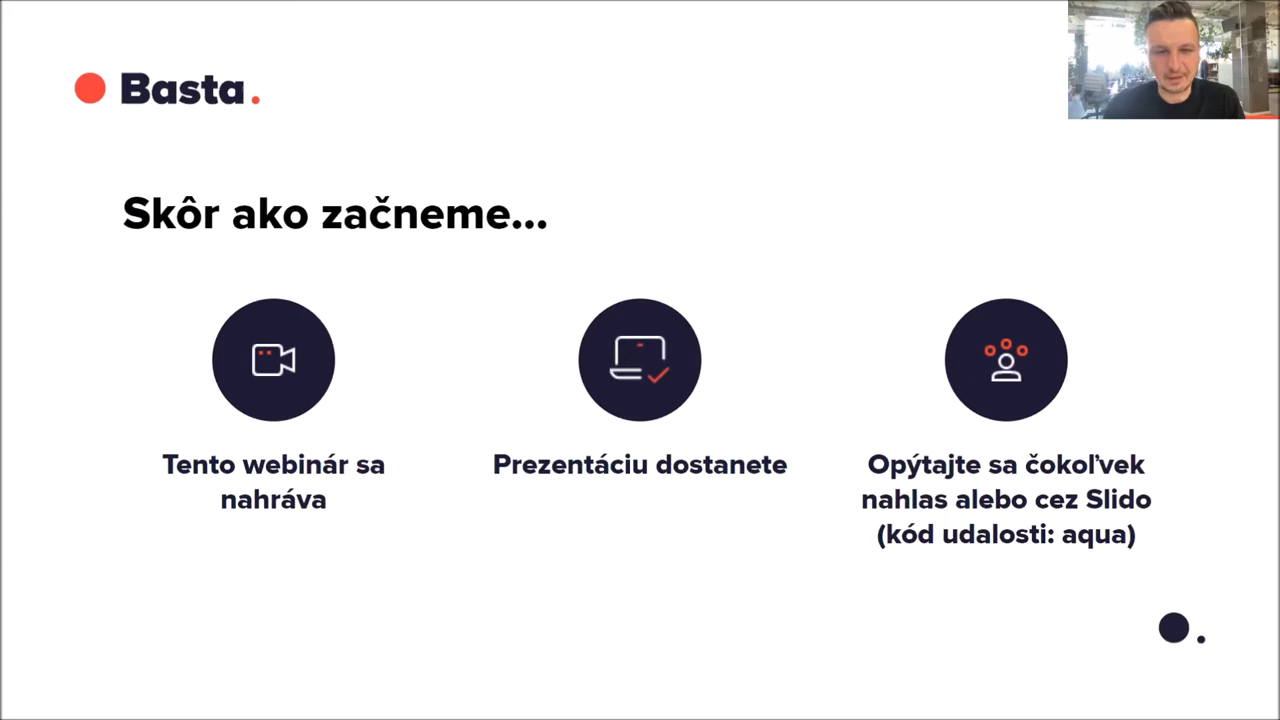 Basta.
Skôr ako začneme...
Tento webinár sa
nahráva
Prezentáciu dostanete
Opýtajte sa čokoľvek
nahlas alebo cez Slido
(kód udalosti: aqua)